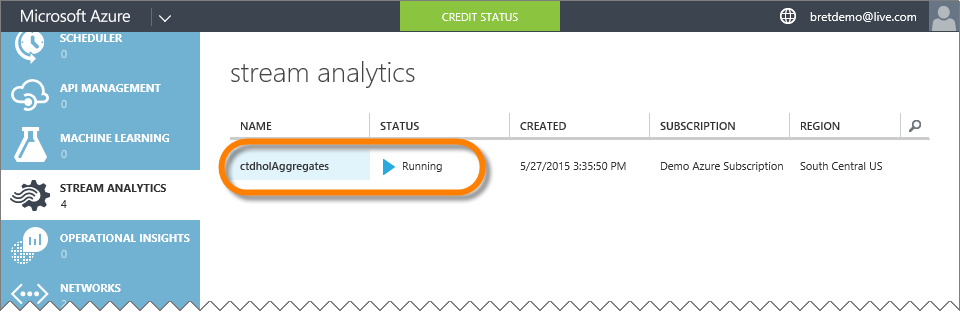 Microsoft Azure
CREDIT STATUS
bretdemo@live.com
SCHEDULER
0
API MANAGEMENT
0
MACHINE LEARNING
0
STREAM ANALYTICS
4
OPERATIONAL INSIGHTS
0
NETWORKS
stream analytics
NAME STATUS CREATED SUBSCRIPTION REGION
ctdholAggregates Running 5/27/2015 3:35:50 PM Demo Azure Subscription South Central US